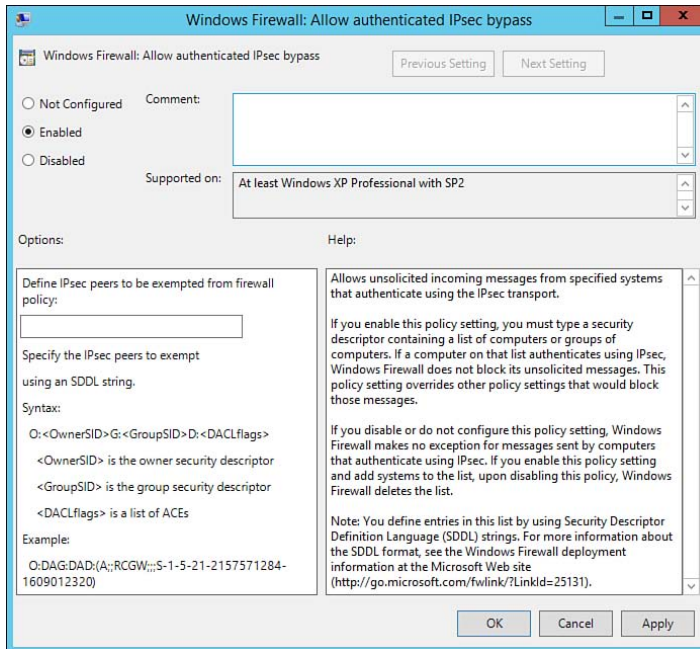 Windows Firewall: Allow authenticated IPsec bypass
Windows Firewall: Allow authenticated IPsec bypass
Previous Setting
Next Setting
Not Configured
Enabled
Disabled
Comment:
Supported on:
At least Windows XP Professional with SP2
Options:
Help:
Define IPsec peers to be exempted from firewall
policy:
Specify the IPsec peers to exempt
using an SDDL string.
Syntax:
O:<OwnerSID>G:<GroupSID>D:<DACLflags>
<OwnerSID> is the owner security descriptor
<GroupSID> is the group security descriptor
<DACLflags> is a list of ACEs
Example:
O:DAG:DAD:(A;;RCGW;;;S-1-5-21-2157571284-
1609012320)
Allows unsolicited incoming messages from specified systems
that authenticate using the IPsec transport.
If you enable this policy setting, you must type a security
descriptor containing a list of computers or groups of
computers. If a computer on that list authenticates using IPsec,
Windows Firewall does not block its unsolicited messages. This
policy setting overrides other policy settings that would block
those messages.
If you disable or do not configure this policy setting, Windows
Firewall makes no exception for messages sent by computers
that authenticate using IPsec. If you enable this policy setting
and add systems to the list, upon disabling this policy, Windows
Firewall deletes the list.
Note: You define entries in this list by using Security Descriptor
Definition Language (SDDL) strings. For more information about
the SDDL format, see the Windows Firewall deployment
information at the Microsoft Web site
(http://go.microsoft.com/fwlink/?LinkId=25131).
OK
Cancel
Apply